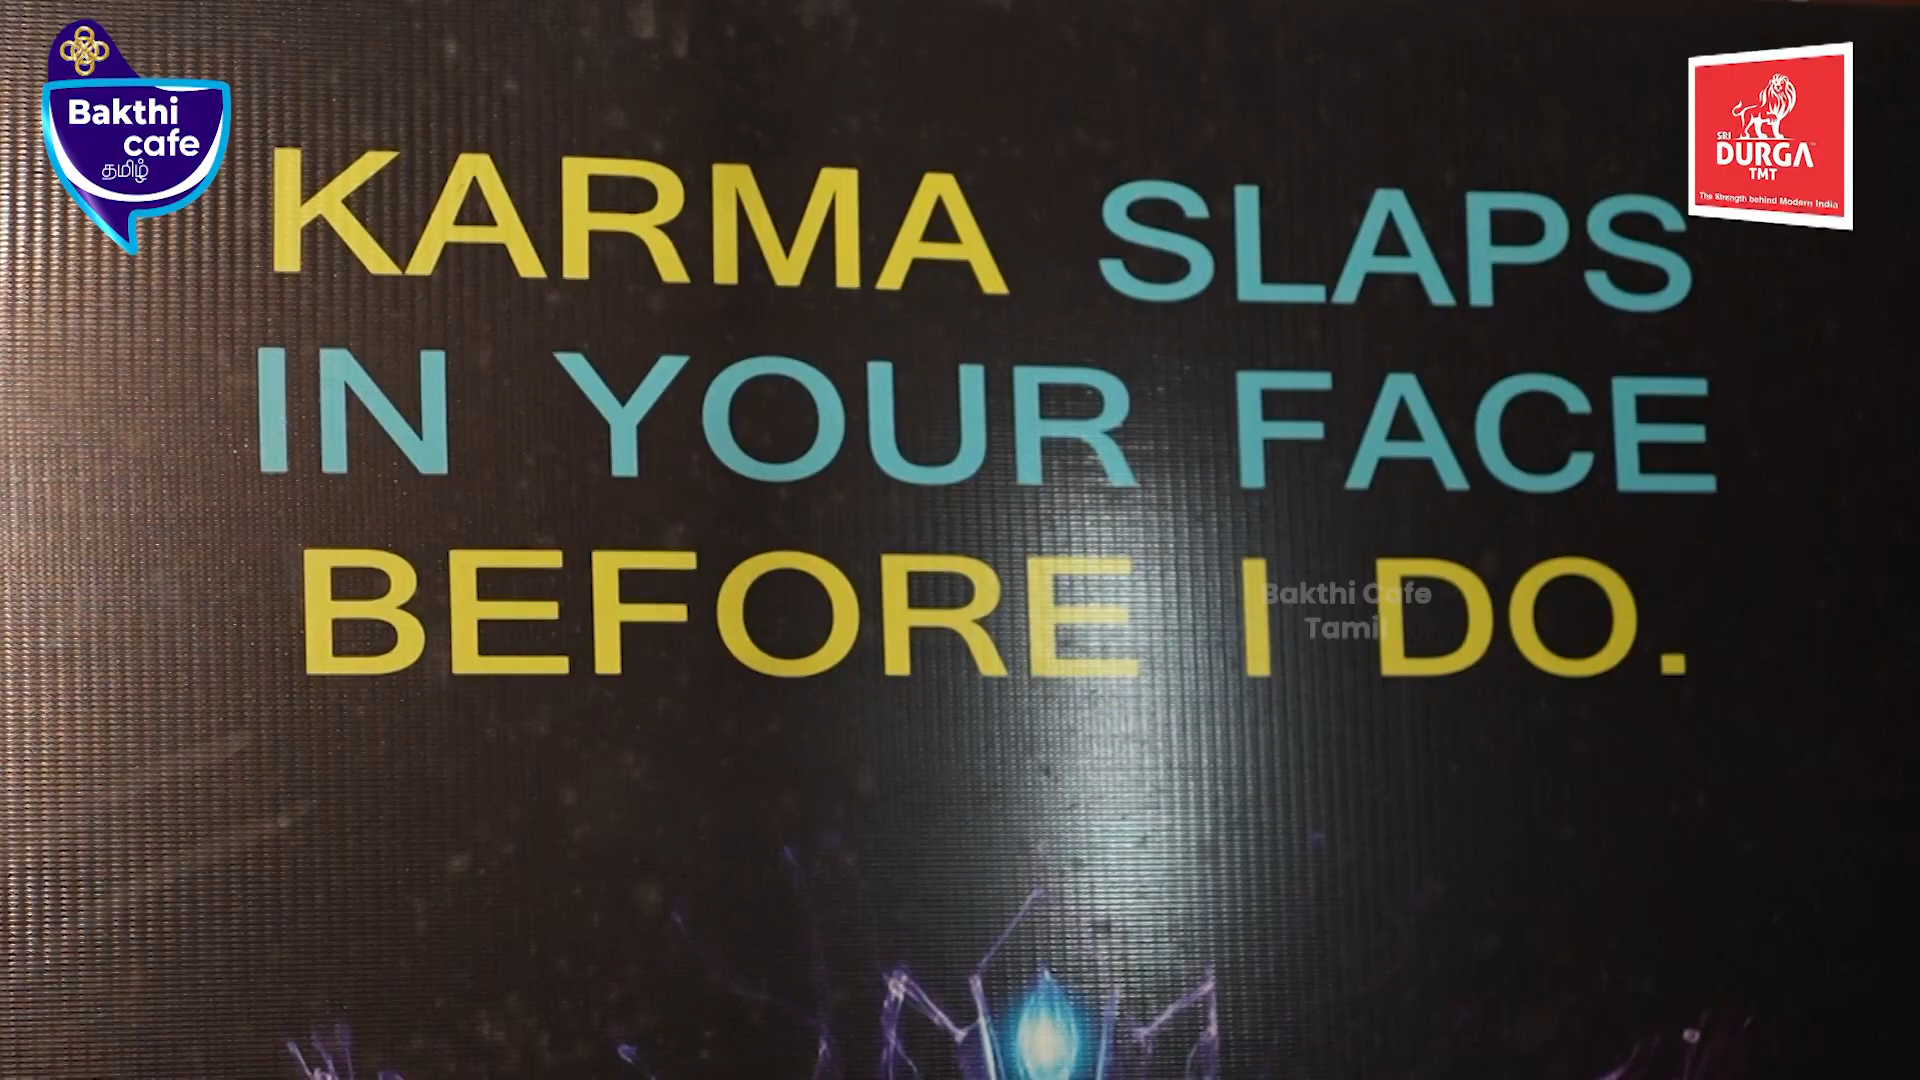 Bakthi
cafe
தமிழ்
SRI
DURGA
TMT
The Strength behind Modern India
KARMA SLAPS
IN YOUR FACE
BEFORE I DO.
Bakthi Cafe
Tamil